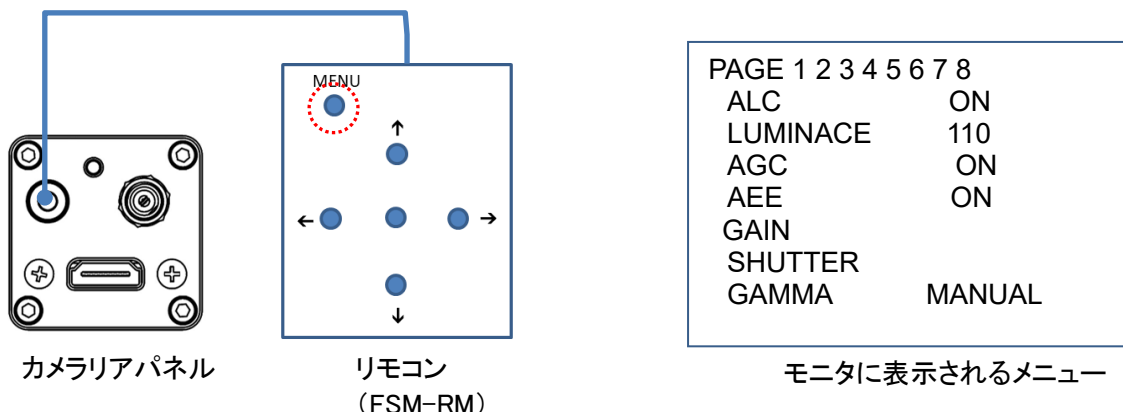 MENU
↑
← →
↓
カメラリアパネル
リモコン
(FSM-RM)
PAGE 1 2 3 4 5 6 7 8
ALC ON
LUMINACE 110
AGC ON
AEE ON
GAIN
SHUTTER
GAMMA MANUAL
モニタに表示されるメニュー